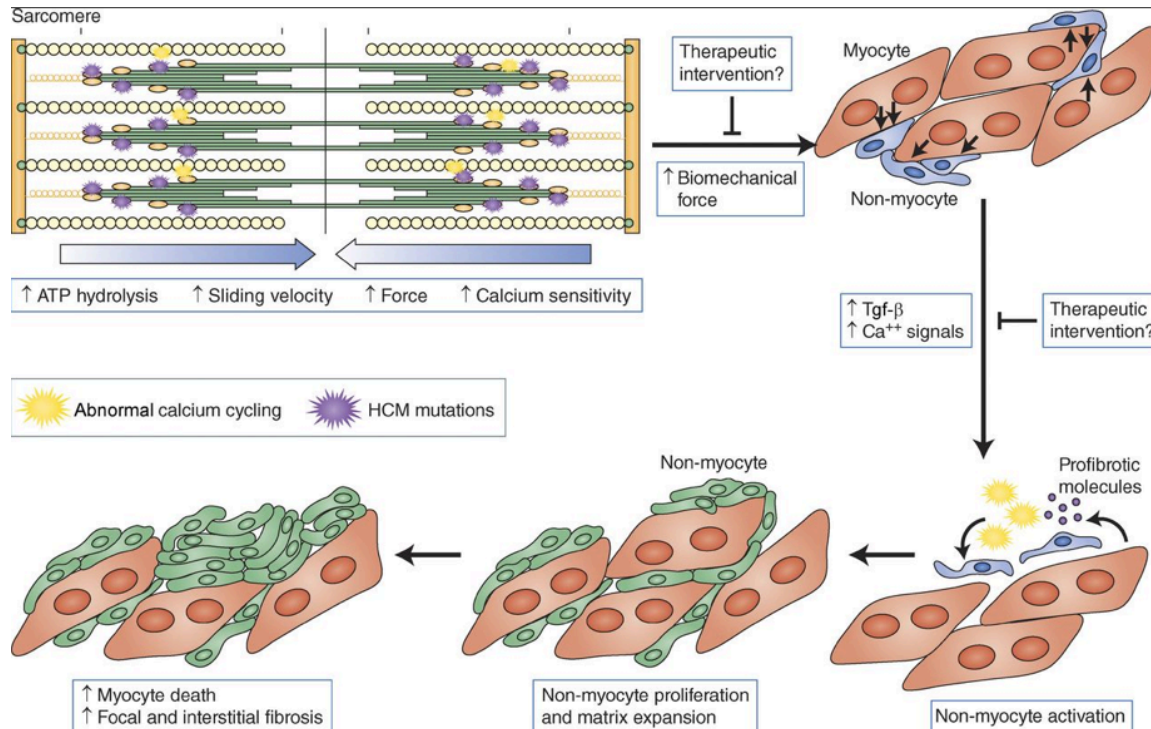 Sarcomere
Therapeutic
intervention?
↑ Biomechanical
force
Myocyte
Non-myocyte
↑ ATP hydrolysis ↑ Sliding velocity ↑ Force ↑ Calcium sensitivity
↑ Tgf-β
↑ Ca⁺⁺ signals
Therapeutic
intervention?
Abnormal calcium cycling HCM mutations
Profibrotic
molecules
Non-myocyte activation
Non-myocyte
Non-myocyte proliferation
and matrix expansion
↑ Myocyte death
↑ Focal and interstitial fibrosis